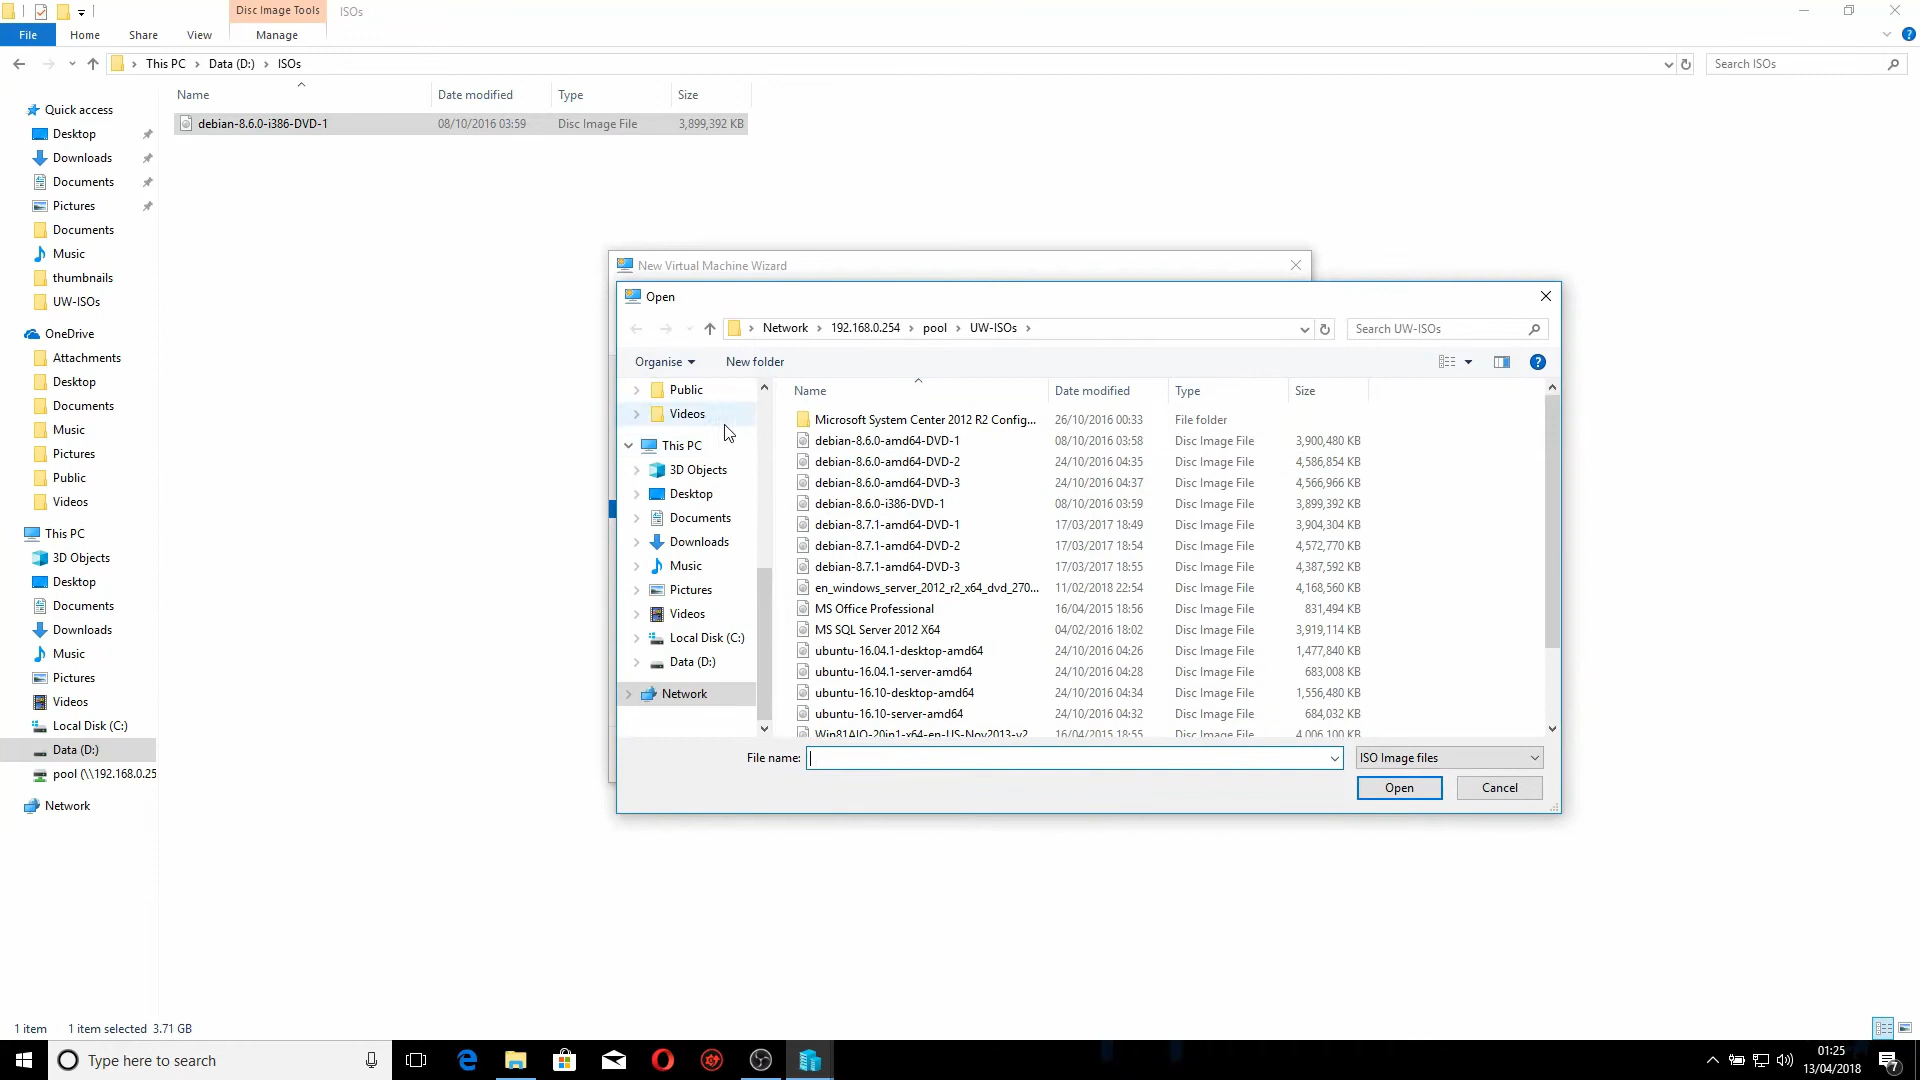 Disc Image Tools
ISOs
File
Home
Share
View
Manage
This PC
Data (D:)
ISOs
Search ISOs
Name
Date modified
Type
Size
debian-8.6.0-i386-DVD-1
08/10/2016 03:59
Disc Image File
3,899,392 KB
Quick access
Desktop
Downloads
Documents
Pictures
Documents
Music
thumbnails
UW-ISOs
OneDrive
Attachments
Desktop
Documents
Music
Pictures
Public
Videos
This PC
3D Objects
Desktop
Documents
Downloads
Music
Pictures
Videos
Local Disk (C:)
Data (D:)
pool (\\192.168.0.25
Network
New Virtual Machine Wizard
Open
Network
192.168.0.254
pool
UW-ISOs
Search UW-ISOs
Organise
New folder
Public
Videos
This PC
3D Objects
Desktop
Documents
Downloads
Music
Pictures
Videos
Local Disk (C:)
Data (D:)
Network
Name Date modified Type Size
Microsoft System Center 2012 R2 Config... 26/10/2016 00:33 File folder
debian-8.6.0-amd64-DVD-1 08/10/2016 03:58 Disc Image File 3,900,480 KB
debian-8.6.0-amd64-DVD-2 24/10/2016 04:35 Disc Image File 4,586,854 KB
debian-8.6.0-amd64-DVD-3 24/10/2016 04:37 Disc Image File 4,566,966 KB
debian-8.6.0-i386-DVD-1 08/10/2016 03:59 Disc Image File 3,899,392 KB
debian-8.7.1-amd64-DVD-1 17/03/2017 18:49 Disc Image File 3,904,304 KB
debian-8.7.1-amd64-DVD-2 17/03/2017 18:54 Disc Image File 4,572,770 KB
debian-8.7.1-amd64-DVD-3 17/03/2017 18:55 Disc Image File 4,387,592 KB
en_windows_server_2012_r2_x64_dvd_270... 11/02/2018 22:54 Disc Image File 4,168,560 KB
MS Office Professional 16/04/2015 18:56 Disc Image File 831,494 KB
MS SQL Server 2012 X64 04/02/2016 18:02 Disc Image File 3,919,114 KB
ubuntu-16.04.1-desktop-amd64 24/10/2016 04:26 Disc Image File 1,477,840 KB
ubuntu-16.04.1-server-amd64 24/10/2016 04:28 Disc Image File 683,008 KB
ubuntu-16.10-desktop-amd64 24/10/2016 04:34 Disc Image File 1,556,480 KB
ubuntu-16.10-server-amd64 24/10/2016 04:32 Disc Image File 684,032 KB
Win81AIO-20in1-x64-en-US-Nov2013-v2 16/04/2015 18:55 Disc Image File 4,006,100 KB
File name:
ISO Image files
Open
Cancel
1 item
1 item selected 3.71 GB
Type here to search
01:25
13/04/2018
7